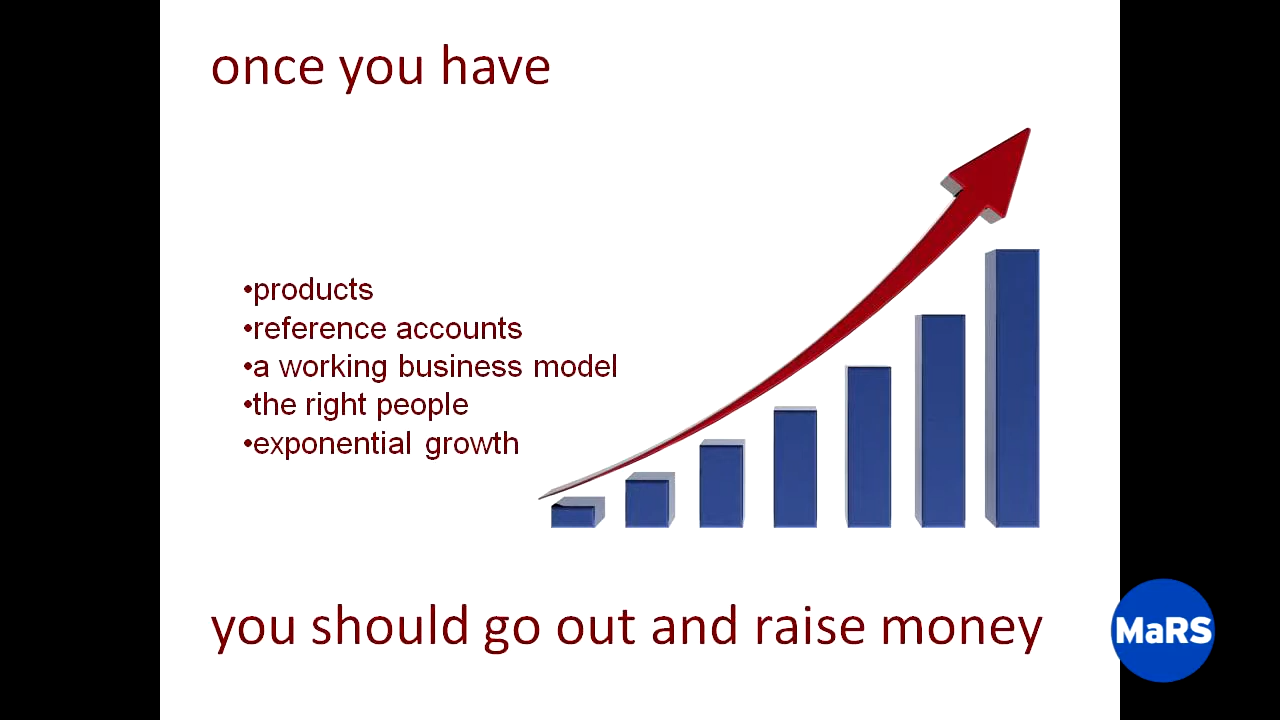 once you have
•products
•reference accounts
•a working business model
•the right people
•exponential growth
you should go out and raise money
MaRS